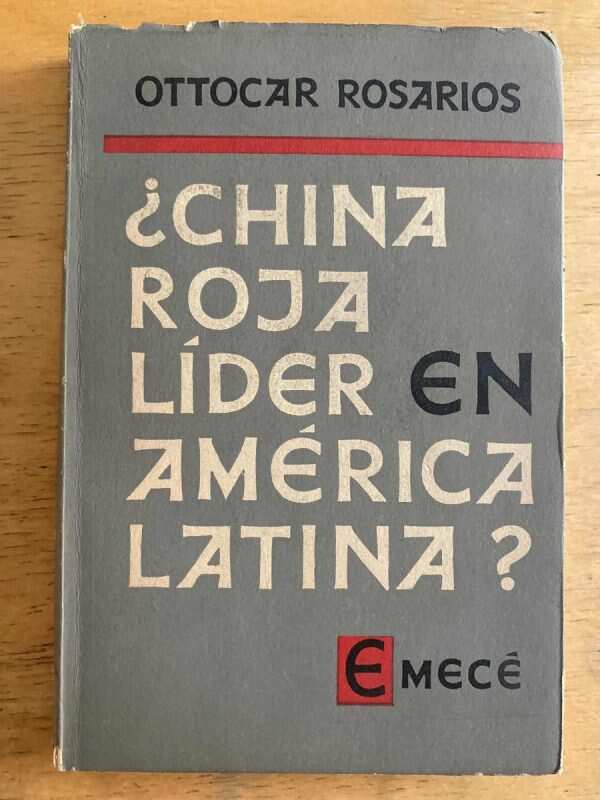 OTTOCAR ROSARIOS
¿CHINA
ROJA
LÍDER EN
AMÉRICA
LATINA?
EMECÉ